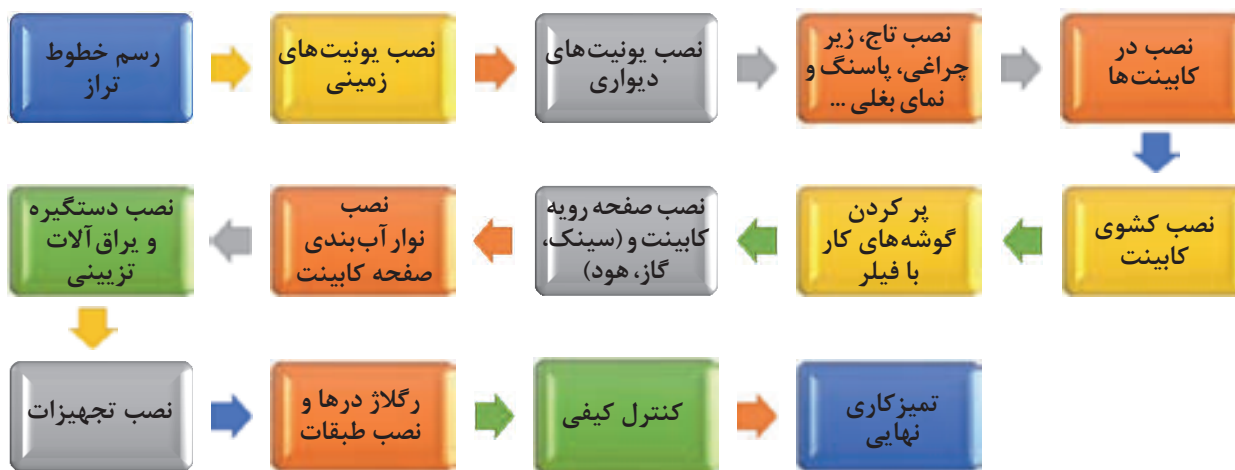 رسم خطوط
تراز
نصب یونیت‌های
زمینی
نصب یونیت‌های
دیواری
نصب تاج، زیر
چراغی، پاسنگ و
نمای بغلی ...
نصب در
کابینت‌ها
نصب کشوی
کابینت
پر کردن
گوشه‌های کار
با فیلر
نصب صفحه رویه
کابینت و (سینک،
گاز، هود)
نصب
نوار آب‌بندی
صفحه کابینت
نصب دستگیره
و یراق‌آلات
تزیینی
نصب تجهیزات
رگلاژ درها و
نصب طبقات
کنترل کیفی
تمیزکاری
نهایی